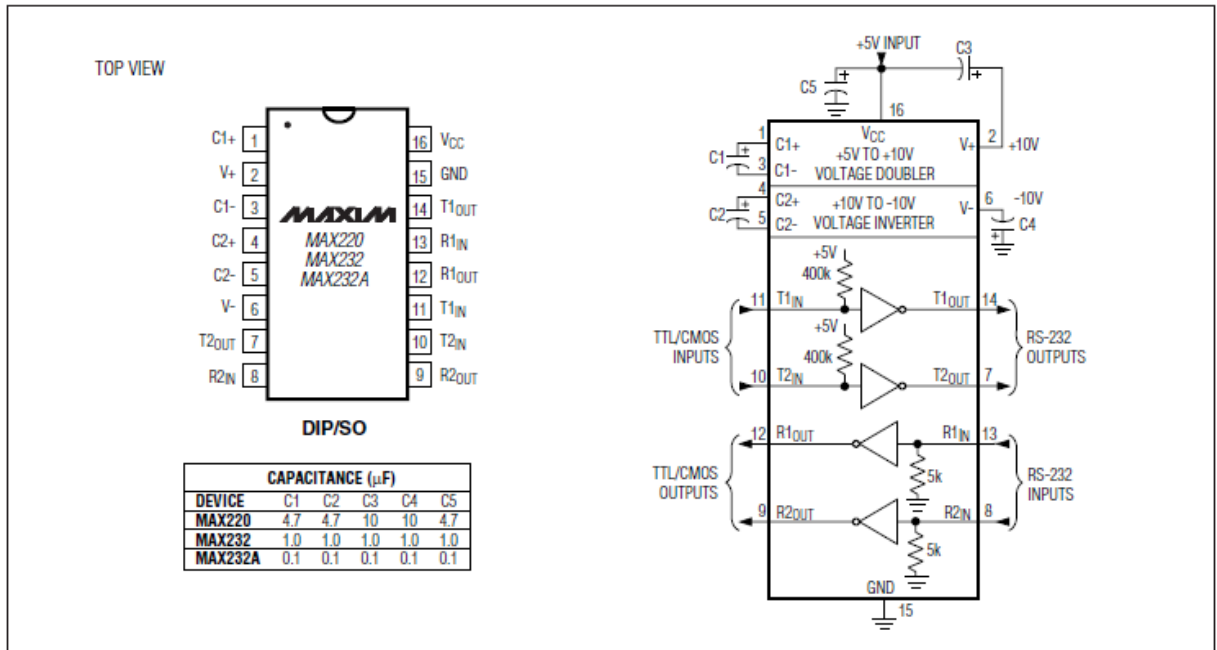 TOP VIEW
C1+ 1
V+ 2
C1- 3
C2+ 4
C2- 5
V- 6
T2OUT 7
R2IN 8
16 VCC
15 GND
14 T1OUT
13 R1IN
12 R1OUT
11 T1IN
10 T2IN
9 R2OUT
MAXIM
MAX220
MAX232
MAX232A
DIP/SO
CAPACITANCE (μF)
DEVICE C1 C2 C3 C4 C5
MAX220 4.7 4.7 10 10 4.7
MAX232 1.0 1.0 1.0 1.0 1.0
MAX232A 0.1 0.1 0.1 0.1 0.1
+5V INPUT
C3
+
C5
+
+
16
VCC
1
C1+
C1
+
3
C1-
+5V TO +10V
VOLTAGE DOUBLER
V+
2
+10V
4
C2+
C2
+
5
C2-
+10V TO -10V
VOLTAGE INVERTER
V-
6
-10V
C4
+
+5V
400k
11
T1IN
T1OUT
14
+5V
400k
TTL/CMOS
INPUTS
RS-232
OUTPUTS
10
T2IN
T2OUT
7
12
R1OUT
R1IN
13
5k
TTL/CMOS
OUTPUTS
RS-232
INPUTS
9
R2OUT
R2IN
8
5k
GND
15